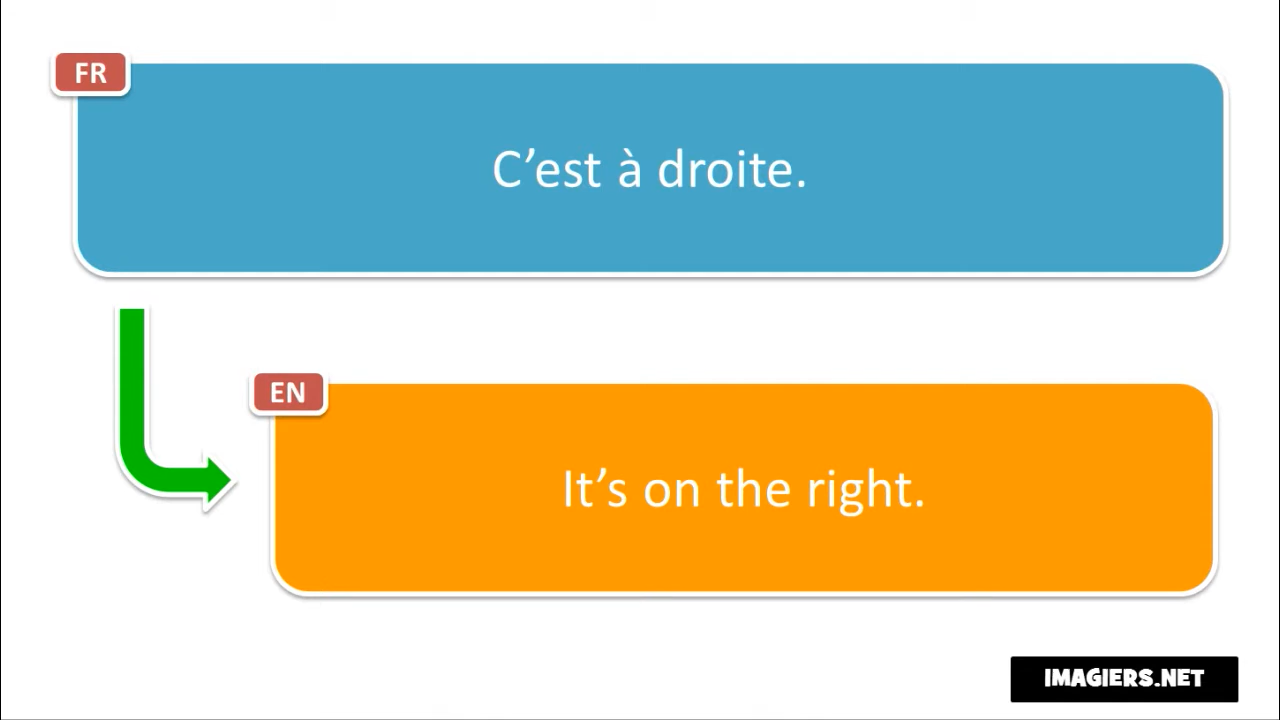 FR
C’est à droite.
EN
It’s on the right.
IMAGIERS.NET